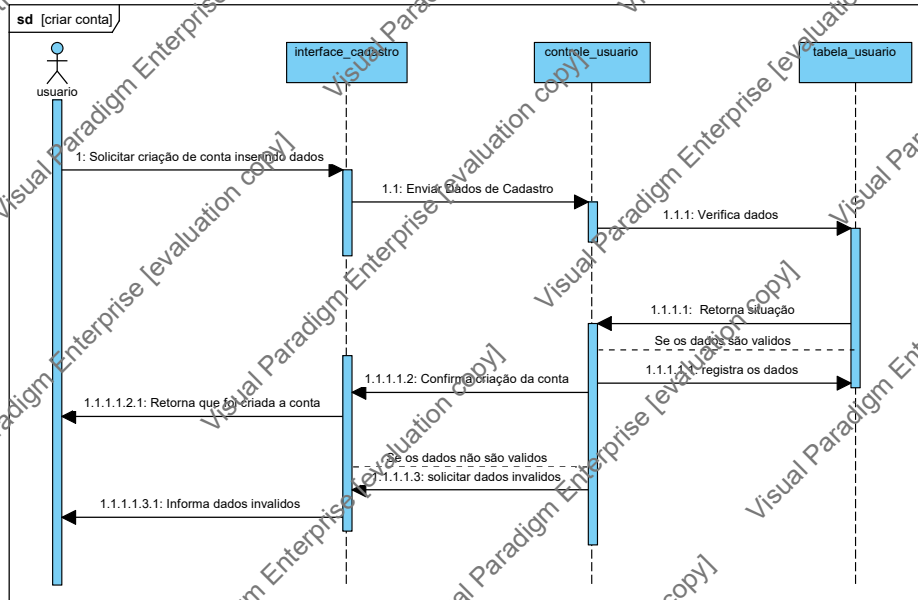 sd [criar conta]
usuario
interface_cadastro
controle_usuario
tabela_usuario
1: Solicitar criação de conta inserindo dados
1.1: Enviar Dados de Cadastro
1.1.1: Verifica dados
1.1.1.1: Retorna situação
Se os dados são validos
1.1.1.1.1: registra os dados
1.1.1.1.2: Confirma criação da conta
1.1.1.1.2.1: Retorna que foi criada a conta
Se os dados não são validos
1.1.1.1.3: solicitar dados invalidos
1.1.1.1.3.1: Informa dados invalidos
Visual Paradigm Enterprise [evaluation copy]